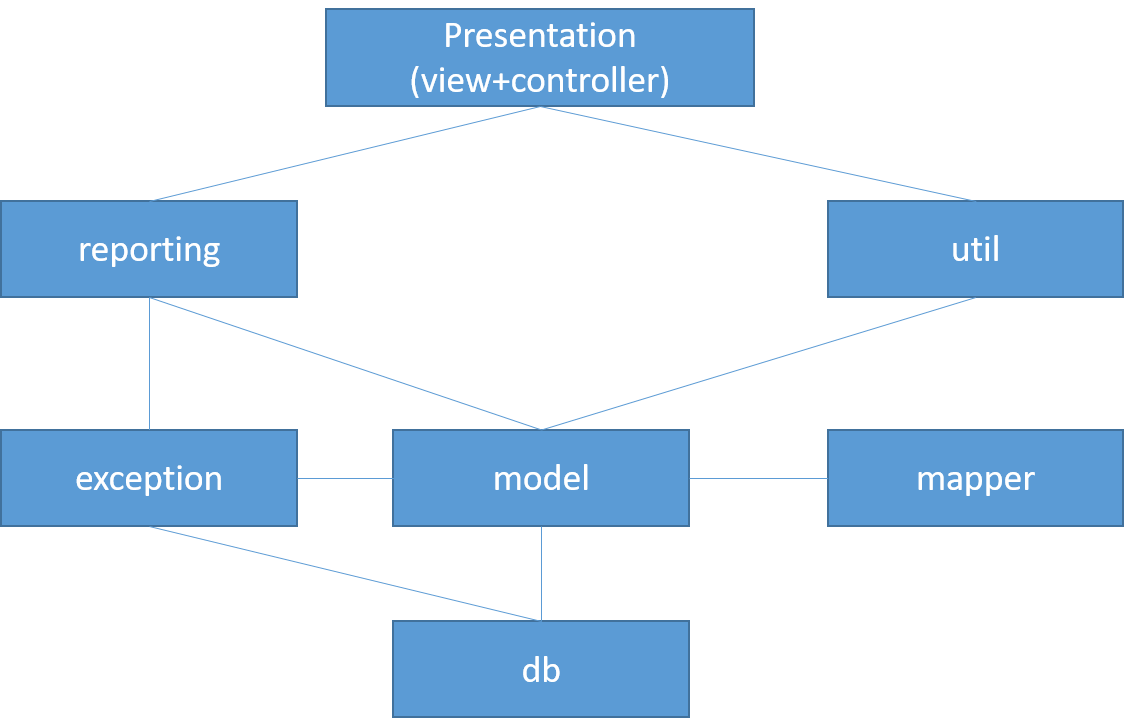 Presentation
(view+controller)
reporting
util
exception
model
mapper
db